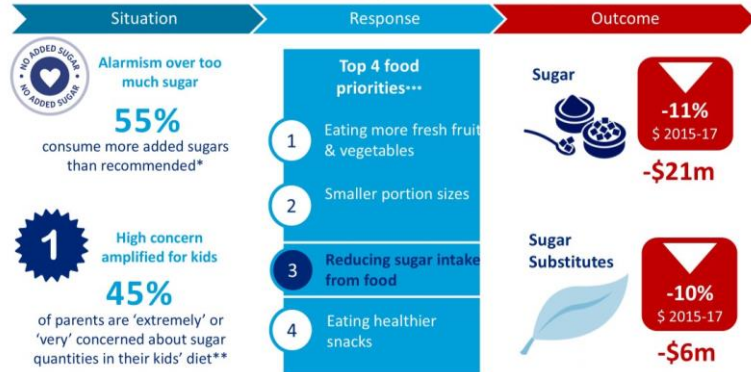 Situation
Response
Outcome
NO ADDED SUGAR
NO ADDED SUGAR
Alarmism over too
much sugar
55%
consume more added sugars
than recommended*
1
High concern
amplified for kids
45%
of parents are ‘extremely’ or
‘very’ concerned about sugar
quantities in their kids’ diet**
Top 4 food
priorities***
1
Eating more fresh fruit
& vegetables
2
Smaller portion sizes
3
Reducing sugar intake
from food
4
Eating healthier
snacks
Sugar
-11%
$ 2015-17
-$21m
Sugar
Substitutes
-10%
$ 2015-17
-$6m